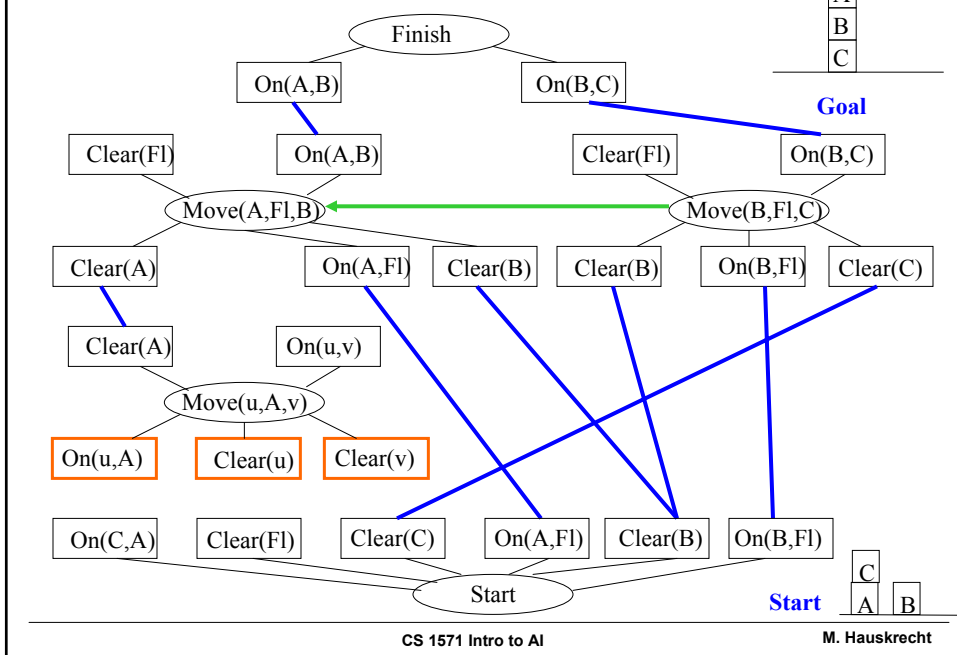 A
Finish
B
C
On(A,B)
On(B,C)
Goal
Clear(Fl)
On(A,B)
Clear(Fl)
On(B,C)
Move(A,Fl,B)
Move(B,Fl,C)
Clear(A)
On(A,Fl)
Clear(B)
Clear(B)
On(B,Fl)
Clear(C)
Clear(A)
On(u,v)
Move(u,A,v)
On(u,A)
Clear(u)
Clear(v)
On(C,A)
Clear(Fl)
Clear(C)
On(A,Fl)
Clear(B)
On(B,Fl)
C
Start
Start
A
B
CS 1571 Intro to AI
M. Hauskrecht